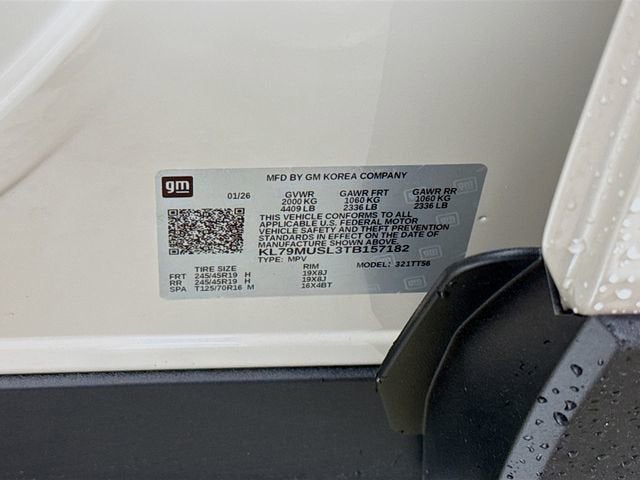 gm
MFD BY GM KOREA COMPANY
01/26 GVWR GAWR FRT GAWR RR
2000 KG 1060 KG 1060 KG
4409 LB 2336 LB 2336 LB
THIS VEHICLE CONFORMS TO ALL
APPLICABLE U.S. FEDERAL MOTOR
VEHICLE SAFETY AND THEFT PREVENTION
STANDARDS IN EFFECT ON THE DATE OF
MANUFACTURE SHOWN ABOVE.
KL79MUSL3TB157182
TYPE: MPV MODEL: 321TT56
TIRE SIZE RIM
FRT 245/45R19 H 19X8J
RR 245/45R19 H 19X8J
SPA T125/70R16 M 16X4BT